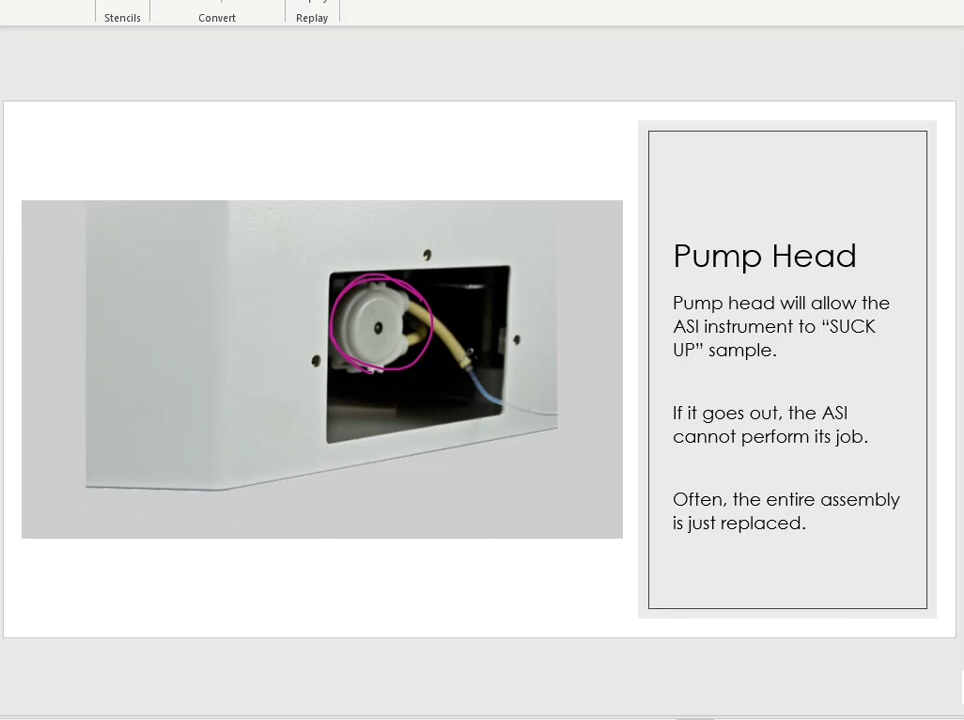 Stencils
Convert
Replay
Pump Head
Pump head will allow the
ASI instrument to “SUCK
UP” sample.
If it goes out, the ASI
cannot perform its job.
Often, the entire assembly
is just replaced.